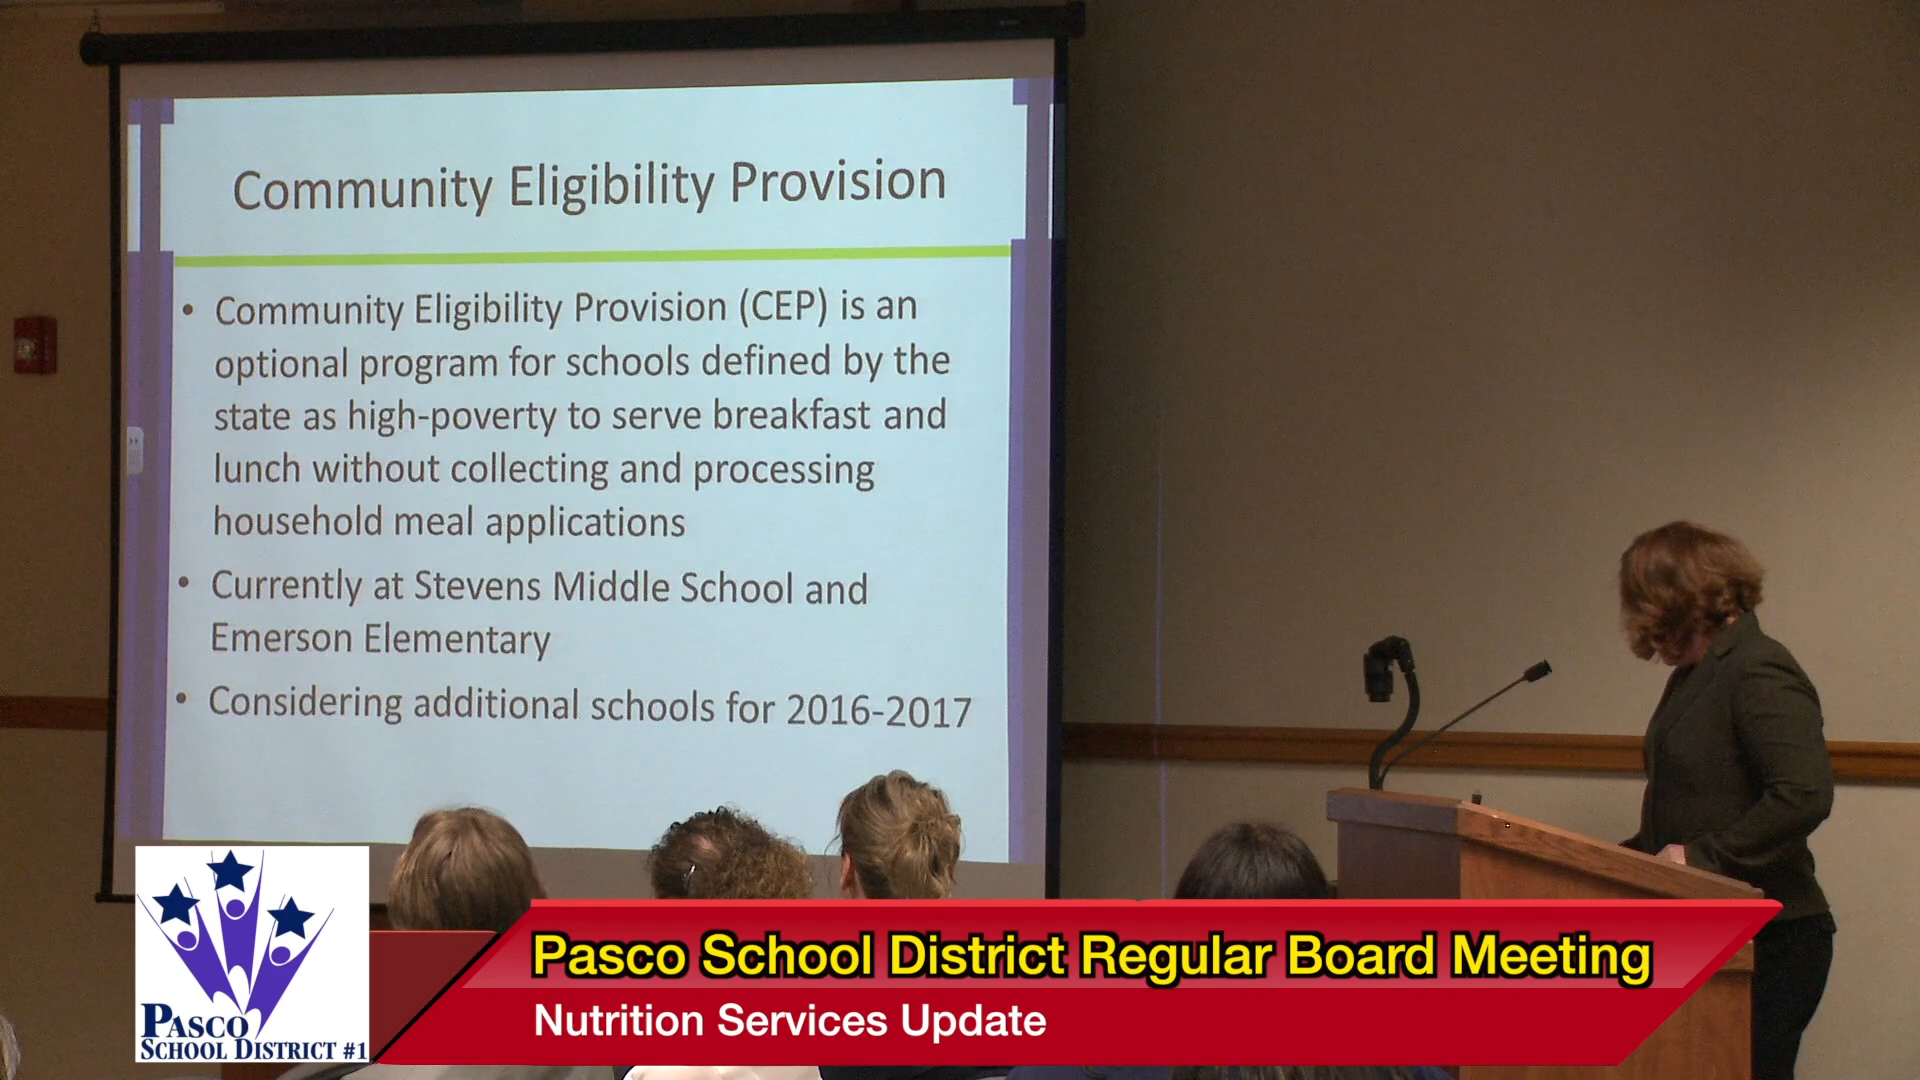 Community Eligibility Provision
• Community Eligibility Provision (CEP) is an
optional program for schools defined by the
state as high-poverty to serve breakfast and
lunch without collecting and processing
household meal applications
• Currently at Stevens Middle School and
Emerson Elementary
• Considering additional schools for 2016-2017
PASCO
SCHOOL DISTRICT #1
Pasco School District Regular Board Meeting
Nutrition Services Update